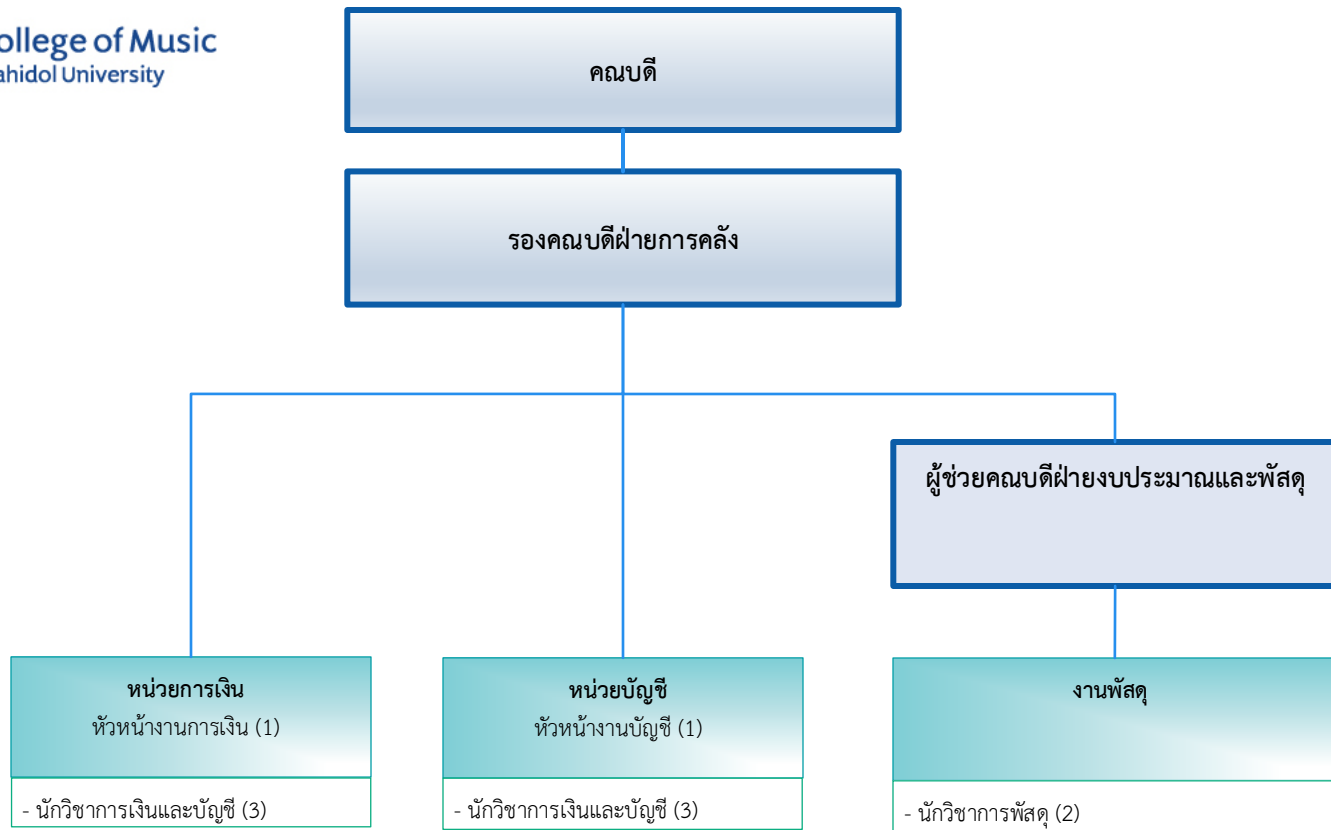 ollege of Music
ahidol University
คณบดี
รองคณบดีฝ่ายการคลัง
ผู้ช่วยคณบดีฝ่ายงบประมาณและพัสดุ
หน่วยการเงิน
หัวหน้างานการเงิน (1)
- นักวิชาการเงินและบัญชี (3)
หน่วยบัญชี
หัวหน้างานบัญชี (1)
- นักวิชาการเงินและบัญชี (3)
งานพัสดุ
- นักวิชาการพัสดุ (2)